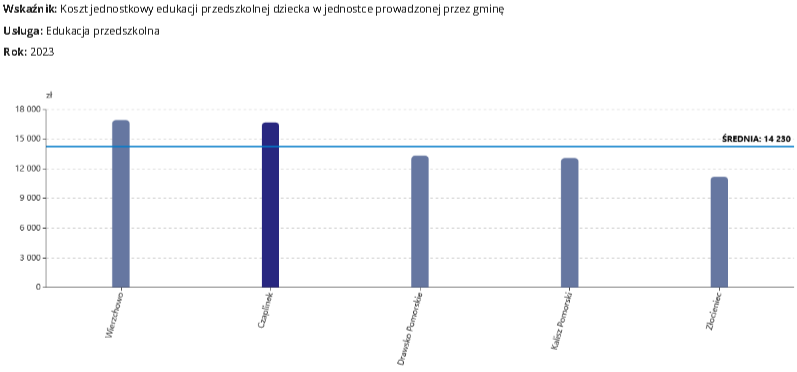 Wskaźnik: Koszt jednostkowy edukacji przedszkolnej dziecka w jednostce prowadzonej przez gminę
Usługa: Edukacja przedszkolna
Rok: 2023
zł
18 000
15 000
12 000
9 000
6 000
3 000
0
ŚREDNIA: 14 230
Wierzchowo
Czaplinek
Drawsko Pomorskie
Kalisz Pomorski
Złocieniec